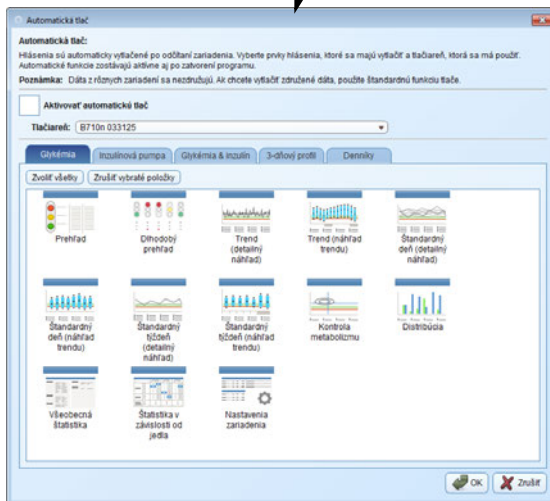 Automatická tlač
Automatická tlač:
Hlásenia sú automaticky vytlačené po odčítaní zariadenia. Vyberte prvky hlásenia, ktoré sa majú vytlačiť a tlačiareň, ktorá sa má použiť.
Automatické funkcie zostávajú aktívne aj po zatvorení programu.
Poznámka: Dáta z rôznych zariadení sa nezdružujú. Ak chcete vytlačiť združené dáta, použite štandardnú funkciu tlače.
Aktivovať automatickú tlač
Tlačiareň: B710n 033125
Glykémia Inzulínová pumpa Glykémia & inzulín 3-dňový profil Denníky
Zvoliť všetky Zrušiť vybraté položky
Prehľad
Dlhodobý
prehľad
Trend
(detailný
náhľad)
Trend (náhľad
trendu)
Štandardný
deň (detailný
náhľad)
Štandardný
deň (náhľad
trendu)
Štandardný
týždeň
(detailný
náhľad)
Štandardný
týždeň (náhľad
trendu)
Kontrola
metabolizmu
Distribúcia
Všeobecná
štatistika
Štatistika v
závislosti od
jedla
Nastavenia
zariadenia
OK Zrušiť